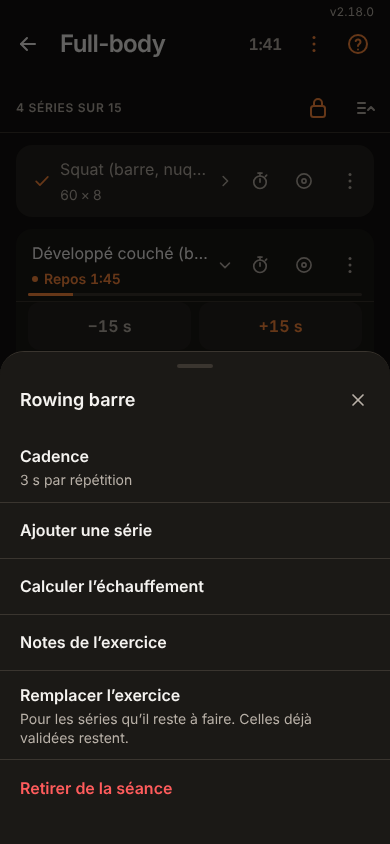 v2.18.0
Full-body
1:41
4 SÉRIES SUR 15
Squat (barre, nuq...
60 × 8
Développé couché (b...
Repos 1:45
−15 s
+15 s
Rowing barre
Cadence
3 s par répétition
Ajouter une série
Calculer l’échauffement
Notes de l’exercice
Remplacer l’exercice
Pour les séries qu’il reste à faire. Celles déjà
validées restent.
Retirer de la séance